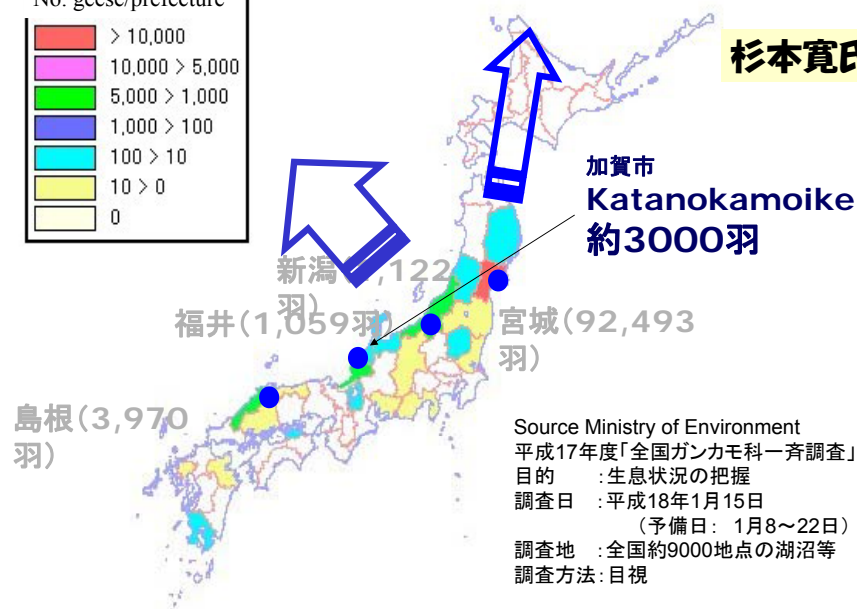 No. geese/prefecture
> 10,000
10,000 > 5,000
5,000 > 1,000
1,000 > 100
100 > 10
10 > 0
0
杉本寛氏
加賀市
Katanokamoike
約3000羽
新潟( ,122
羽)
福井(1,059羽)
宮城(92,493
羽)
島根(3,970
羽)
Source Ministry of Environment
平成17年度「全国ガンカモ科一斉調査」
目的 :生息状況の把握
調査日 :平成18年1月15日
(予備日: 1月8~22日)
調査地 :全国約9000地点の湖沼等
調査方法:目視